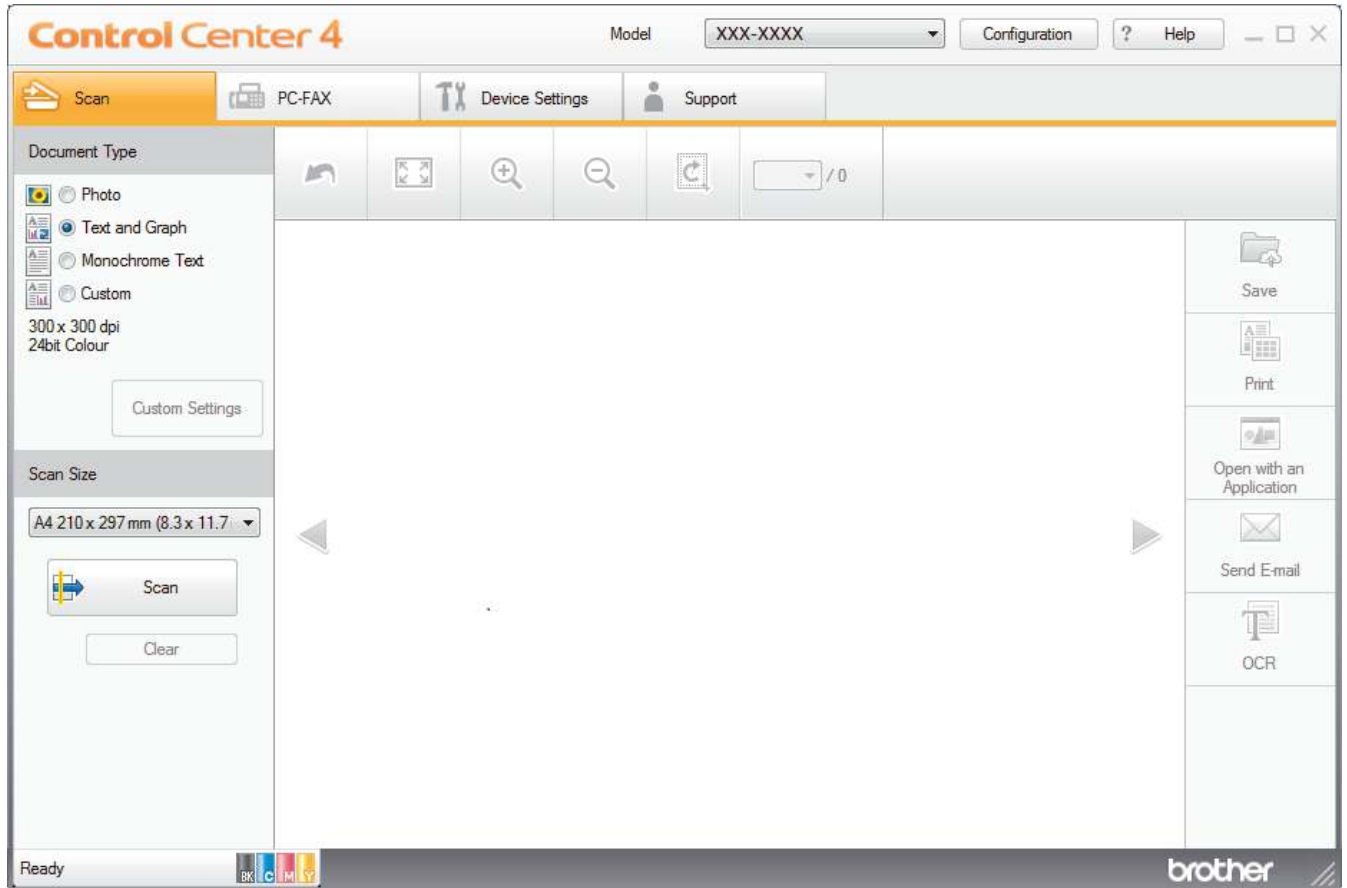 Control Center 4
Model XXX-XXXX Configuration ? Help
Scan PC-FAX Device Settings Support
Document Type
Photo
Text and Graph
Monochrome Text
Custom
300 x 300 dpi
24bit Colour
Custom Settings
Scan Size
A4 210 x 297 mm (8.3 x 11.7
Scan
Clear
/ 0
Save
Print
Open with an
Application
Send E-mail
OCR
Ready BK C M Y
brother